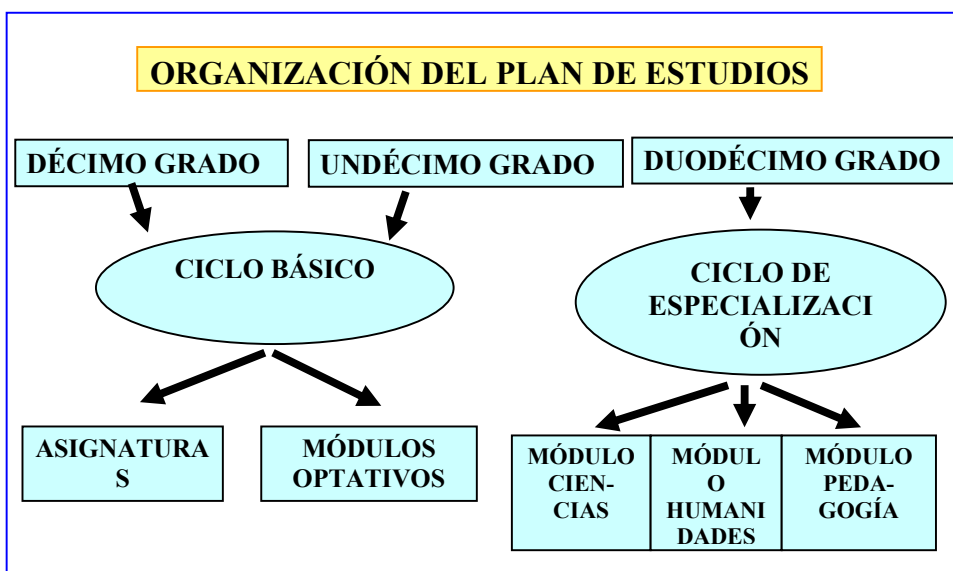 ORGANIZACIÓN DEL PLAN DE ESTUDIOS
DÉCIMO GRADO
UNDÉCIMO GRADO
DUODÉCIMO GRADO
CICLO BÁSICO
CICLO DE
ESPECIALIZACI
ÓN
ASIGNATURA
S
MÓDULOS
OPTATIVOS
MÓDULO
CIEN-
CIAS
MÓDUL
O
HUMANI
DADES
MÓDULO
PEDA-
GOGÍA